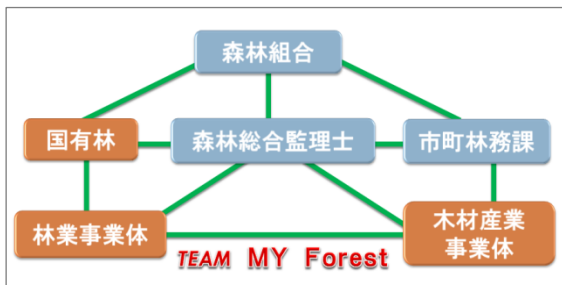 森林組合
国有林
森林総合監理士
市町林務課
林業事業体
木材産業
事業体
TEAM MY Forest